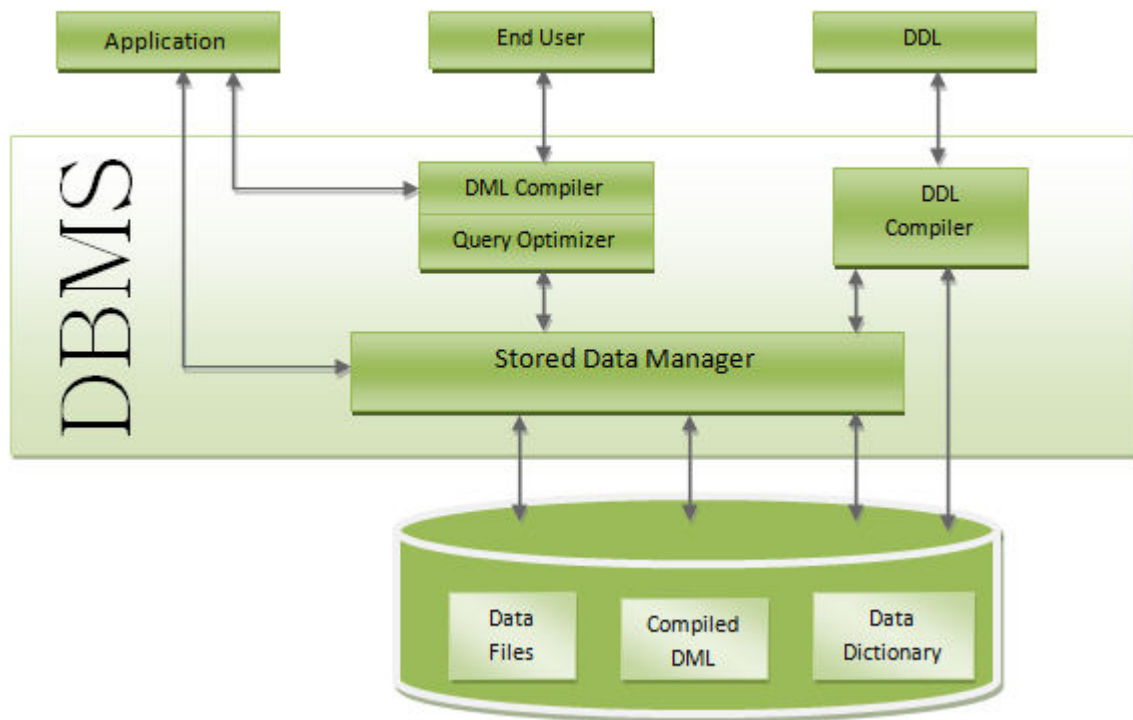 Application
End User
DDL
DBMS
DML Compiler
Query Optimizer
DDL
Compiler
Stored Data Manager
Data
Files
Compiled
DML
Data
Dictionary